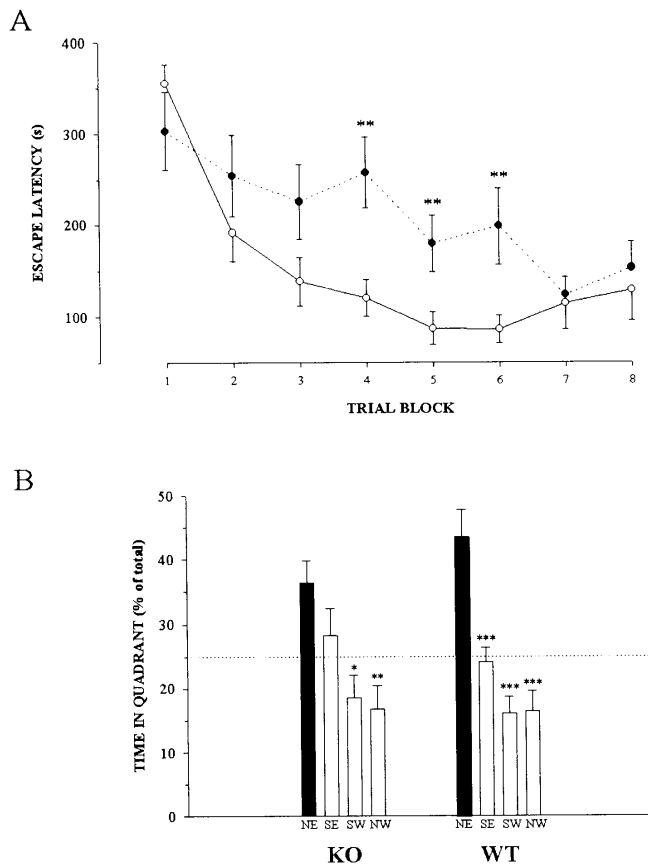 A
400
300
200
100
ESCAPE LATENCY (s)
**
**
**
1 2 3 4 5 6 7 8
TRIAL BLOCK
B
50
40
30
20
10
0
TIME IN QUADRANT (% of total)
*
**
***
***
***
NE SE SW NW
NE SE SW NW
KO
WT